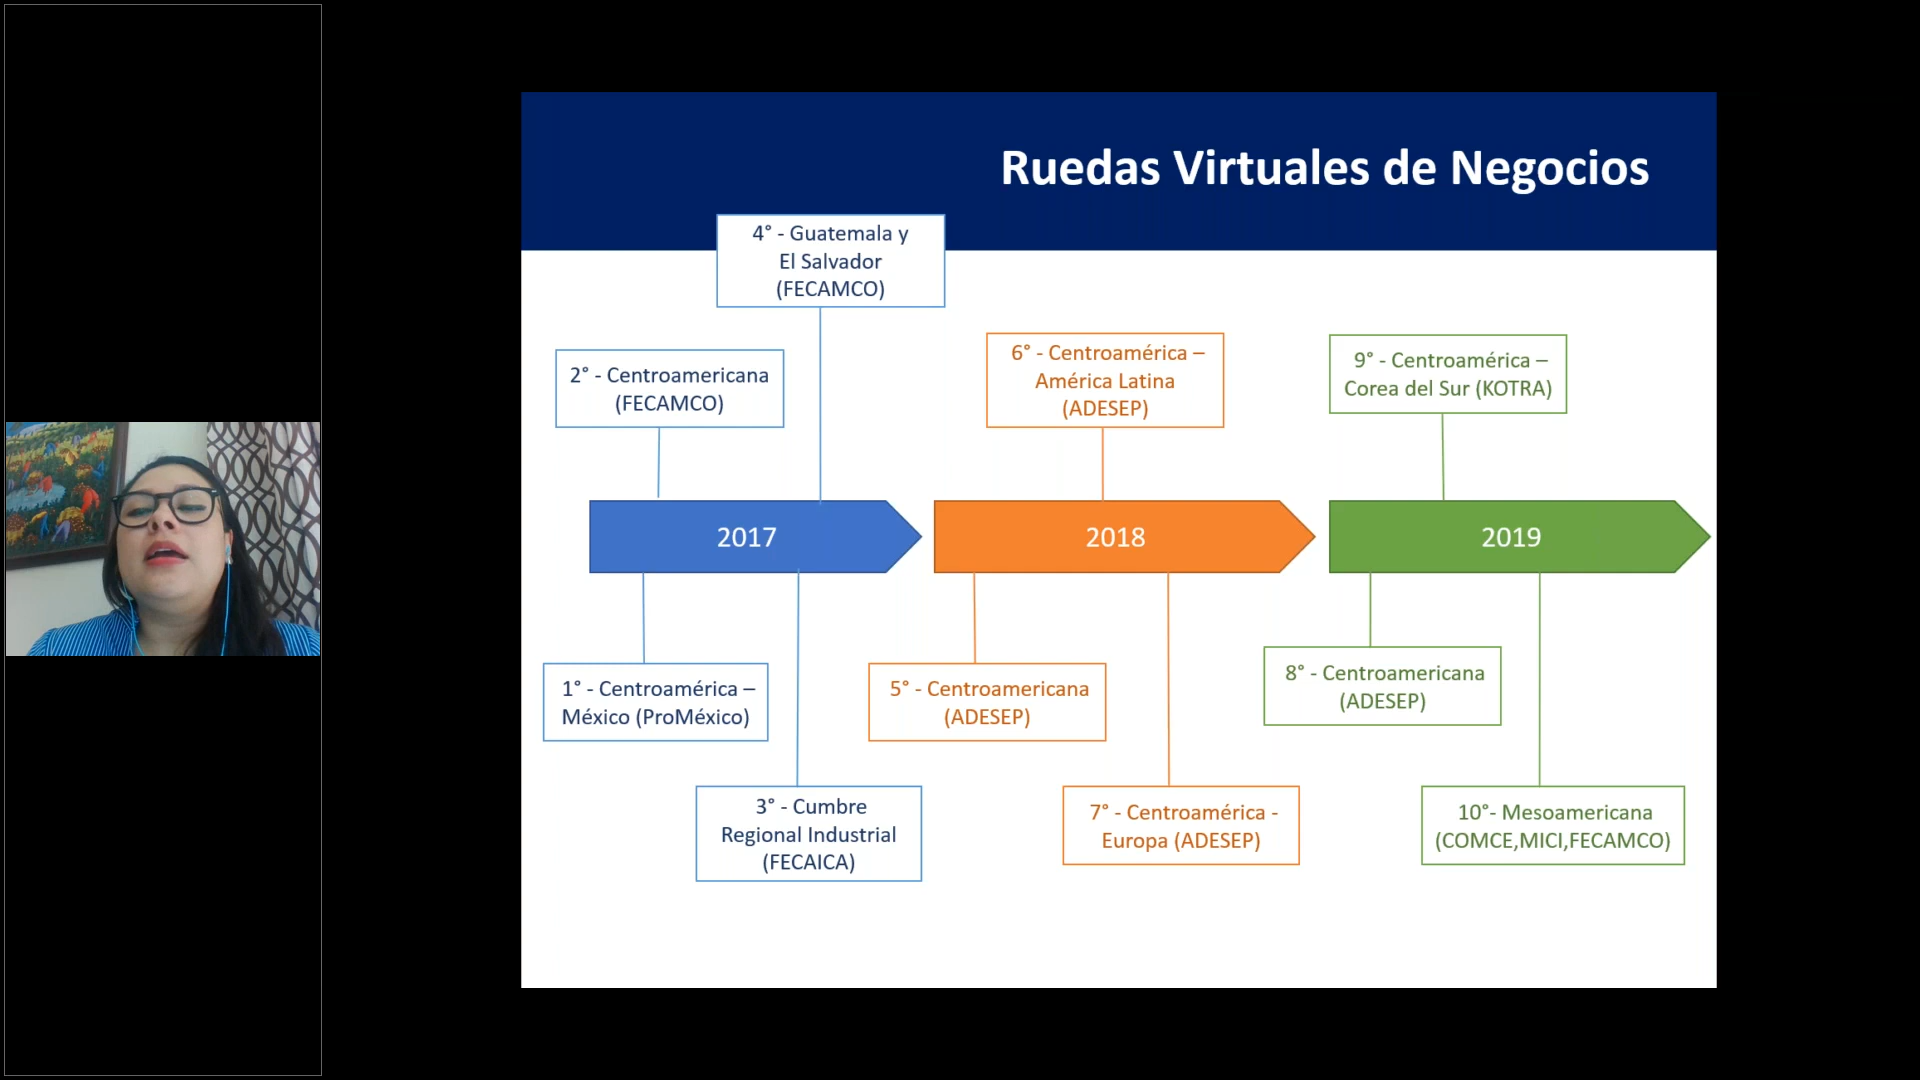 Ruedas Virtuales de Negocios
4° - Guatemala y
El Salvador
(FECAMCO)
2° - Centroamericana
(FECAMCO)
6° - Centroamérica –
América Latina
(ADESEP)
9° - Centroamérica –
Corea del Sur (KOTRA)
2017
2018
2019
1° - Centroamérica –
México (ProMéxico)
5° - Centroamericana
(ADESEP)
8° - Centroamericana
(ADESEP)
3° - Cumbre
Regional Industrial
(FECAICA)
7° - Centroamérica -
Europa (ADESEP)
10°- Mesoamericana
(COMCE,MICI,FECAMCO)